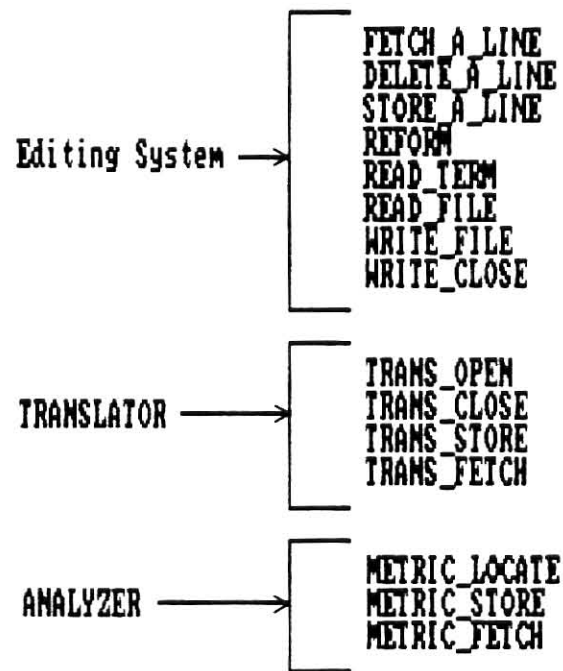 Editing System
FETCH_A_LINE
DELETE_A_LINE
STORE_A_LINE
REFORM
READ_TERM
READ_FILE
WRITE_FILE
WRITE_CLOSE
TRANSLATOR
TRANS_OPEN
TRANS_CLOSE
TRANS_STORE
TRANS_FETCH
ANALYZER
METRIC_LOCATE
METRIC_STORE
METRIC_FETCH